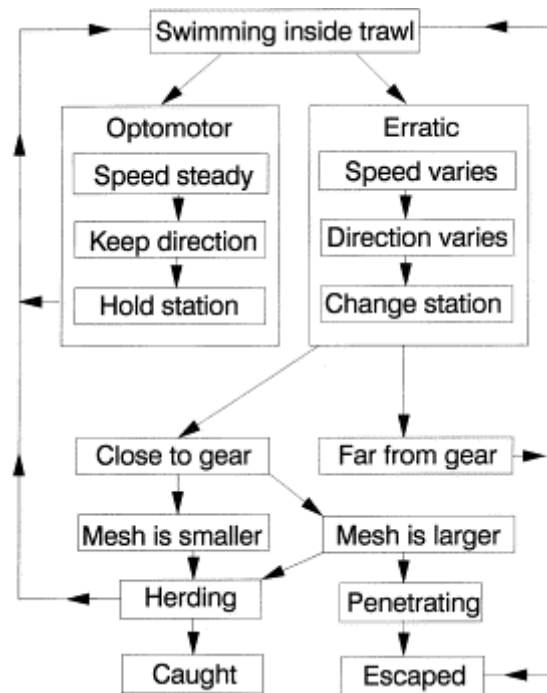 Swimming inside trawl
Optomotor
Erratic
Speed steady
Speed varies
Keep direction
Direction varies
Hold station
Change station
Close to gear
Far from gear
Mesh is smaller
Mesh is larger
Herding
Penetrating
Caught
Escaped